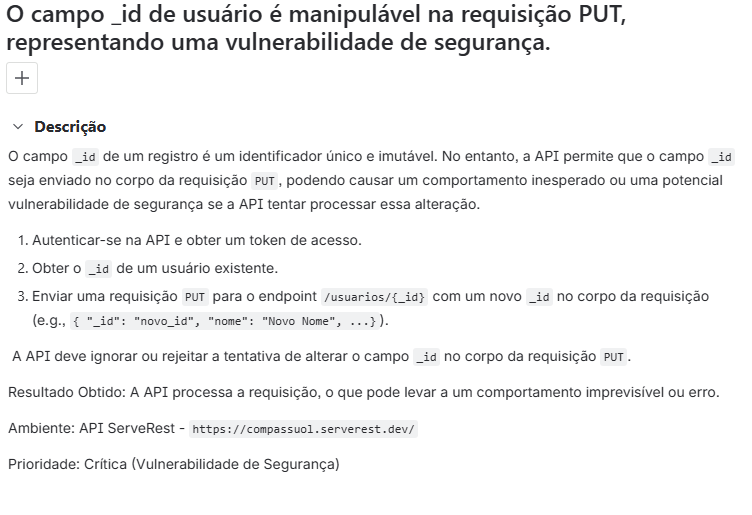 O campo _id de usuário é manipulável na requisição PUT,
representando uma vulnerabilidade de segurança.
+
Descrição
O campo _id de um registro é um identificador único e imutável. No entanto, a API permite que o campo _id
seja enviado no corpo da requisição PUT, podendo causar um comportamento inesperado ou uma potencial
vulnerabilidade de segurança se a API tentar processar essa alteração.
1. Autenticar-se na API e obter um token de acesso.
2. Obter o _id de um usuário existente.
3. Enviar uma requisição PUT para o endpoint /usuarios/{_id} com um novo _id no corpo da requisição
(e.g., { "_id": "novo_id", "nome": "Novo Nome", ...}).
A API deve ignorar ou rejeitar a tentativa de alterar o campo _id no corpo da requisição PUT.
Resultado Obtido: A API processa a requisição, o que pode levar a um comportamento imprevisível ou erro.
Ambiente: API ServeRest - https://compassuol.serverest.dev/
Prioridade: Crítica (Vulnerabilidade de Segurança)